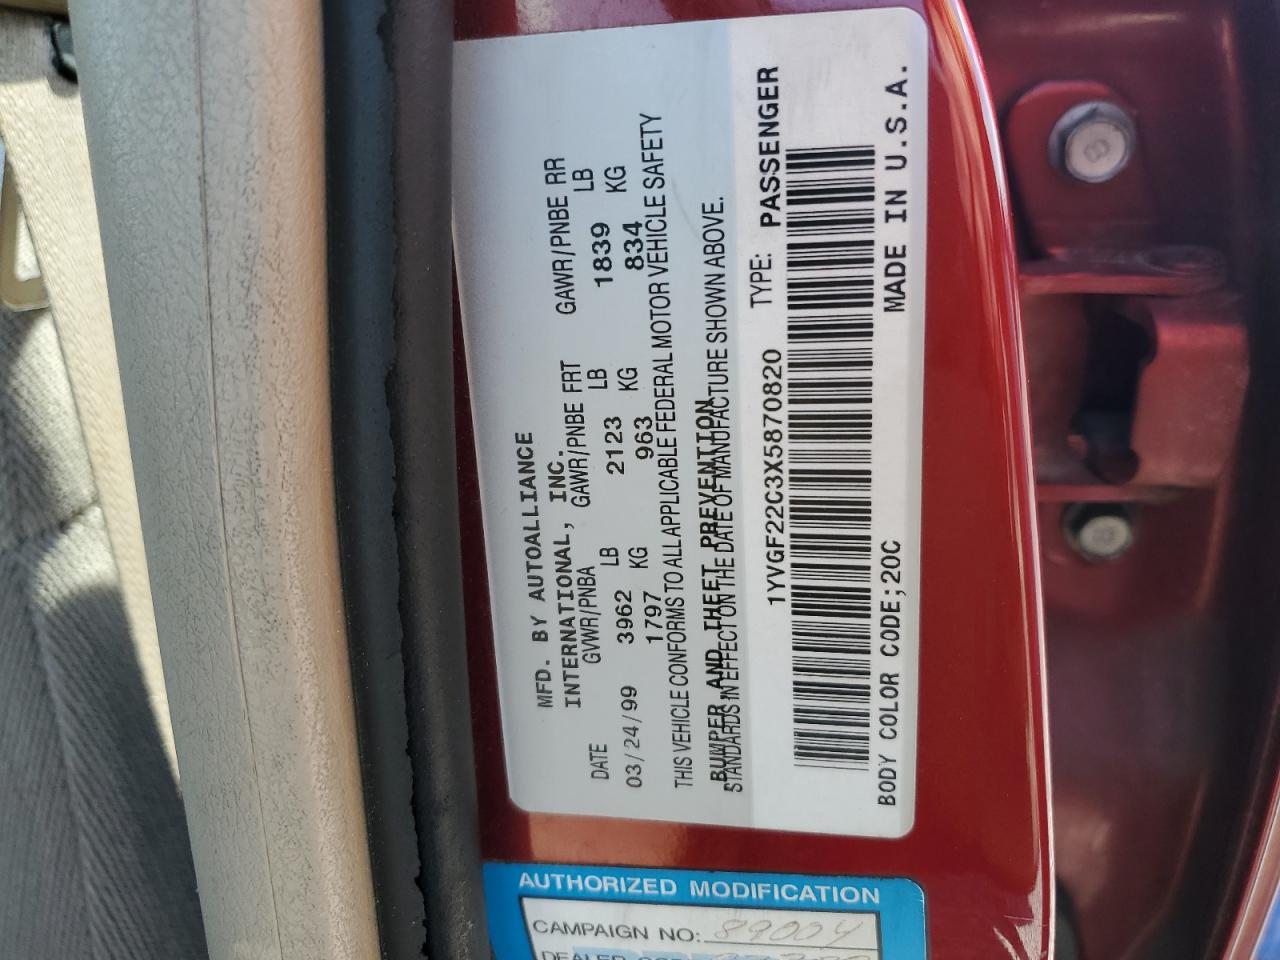 MFD. BY AUTOALLIANCE
INTERNATIONAL, INC.
DATE GVWR/PNBA GAWR/PNBE FRT GAWR/PNBE RR
03/24/99 3962 LB 2123 LB 1839 LB
1797 KG 963 KG 834 KG
THIS VEHICLE CONFORMS TO ALL APPLICABLE FEDERAL MOTOR VEHICLE SAFETY
BUMPER, AND THEFT PREVENTION
STANDARDS IN EFFECT ON THE DATE OF MANUFACTURE SHOWN ABOVE.
1YVGF22C3X5870820 TYPE: PASSENGER
BODY COLOR CODE;20C MADE IN U.S.A.
AUTHORIZED MODIFICATION
CAMPAIGN NO: 89004
DEALER
8
8